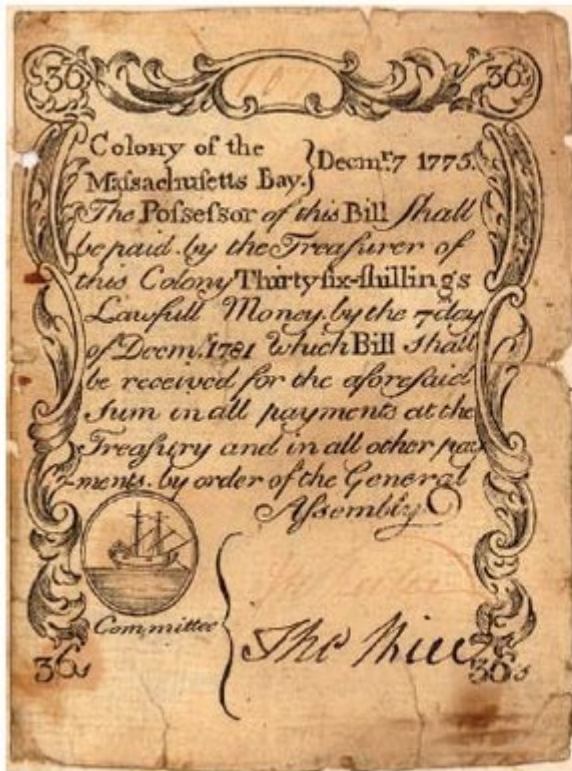 36 36
Colony of the
Maſsachusetts Bay. } Decmr. 7 1775.
The Poſseſsor of this Bill ſhall
be paid. by the Treaſurer of
this Colony Thirty ſix-ſhillings
Lawfull Money. by the 7 day
of Decmr. 1781 Which Bill ſhall
be received for the aforeſaid
ſum in all payments at the
Treaſury and in all other pay
ments. by order of the General
Aſsembly.
Committee
36s 36s